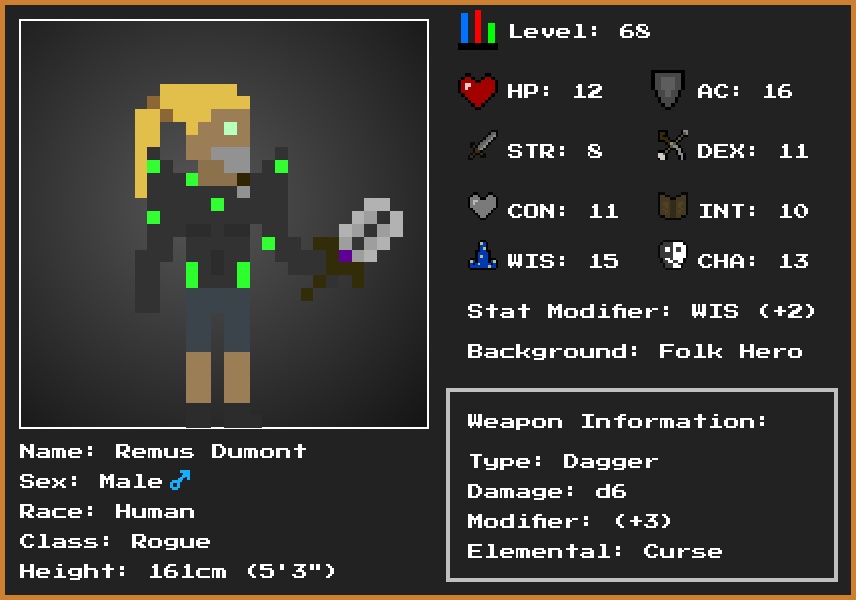 Level: 68
HP: 12
AC: 16
STR: 8
DEX: 11
CON: 11
INT: 10
WIS: 15
CHA: 13
Stat Modifier: WIS (+2)
Background: Folk Hero
Weapon Information:
Type: Dagger
Damage: d6
Modifier: (+3)
Elemental: Curse
Name: Remus Dumont
Sex: Male♂
Race: Human
Class: Rogue
Height: 161cm (5'3")